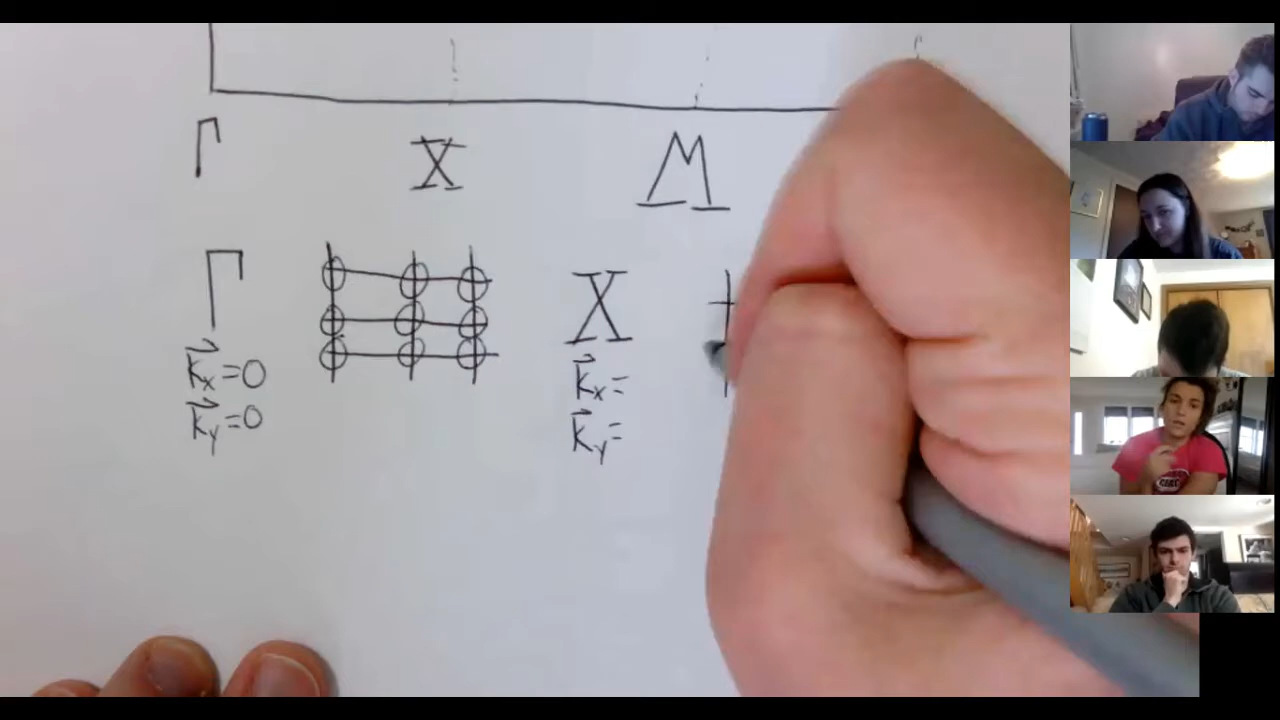 Γ X M
Γ X
k⃗x=0 k⃗x=
k⃗y=0 k⃗y=